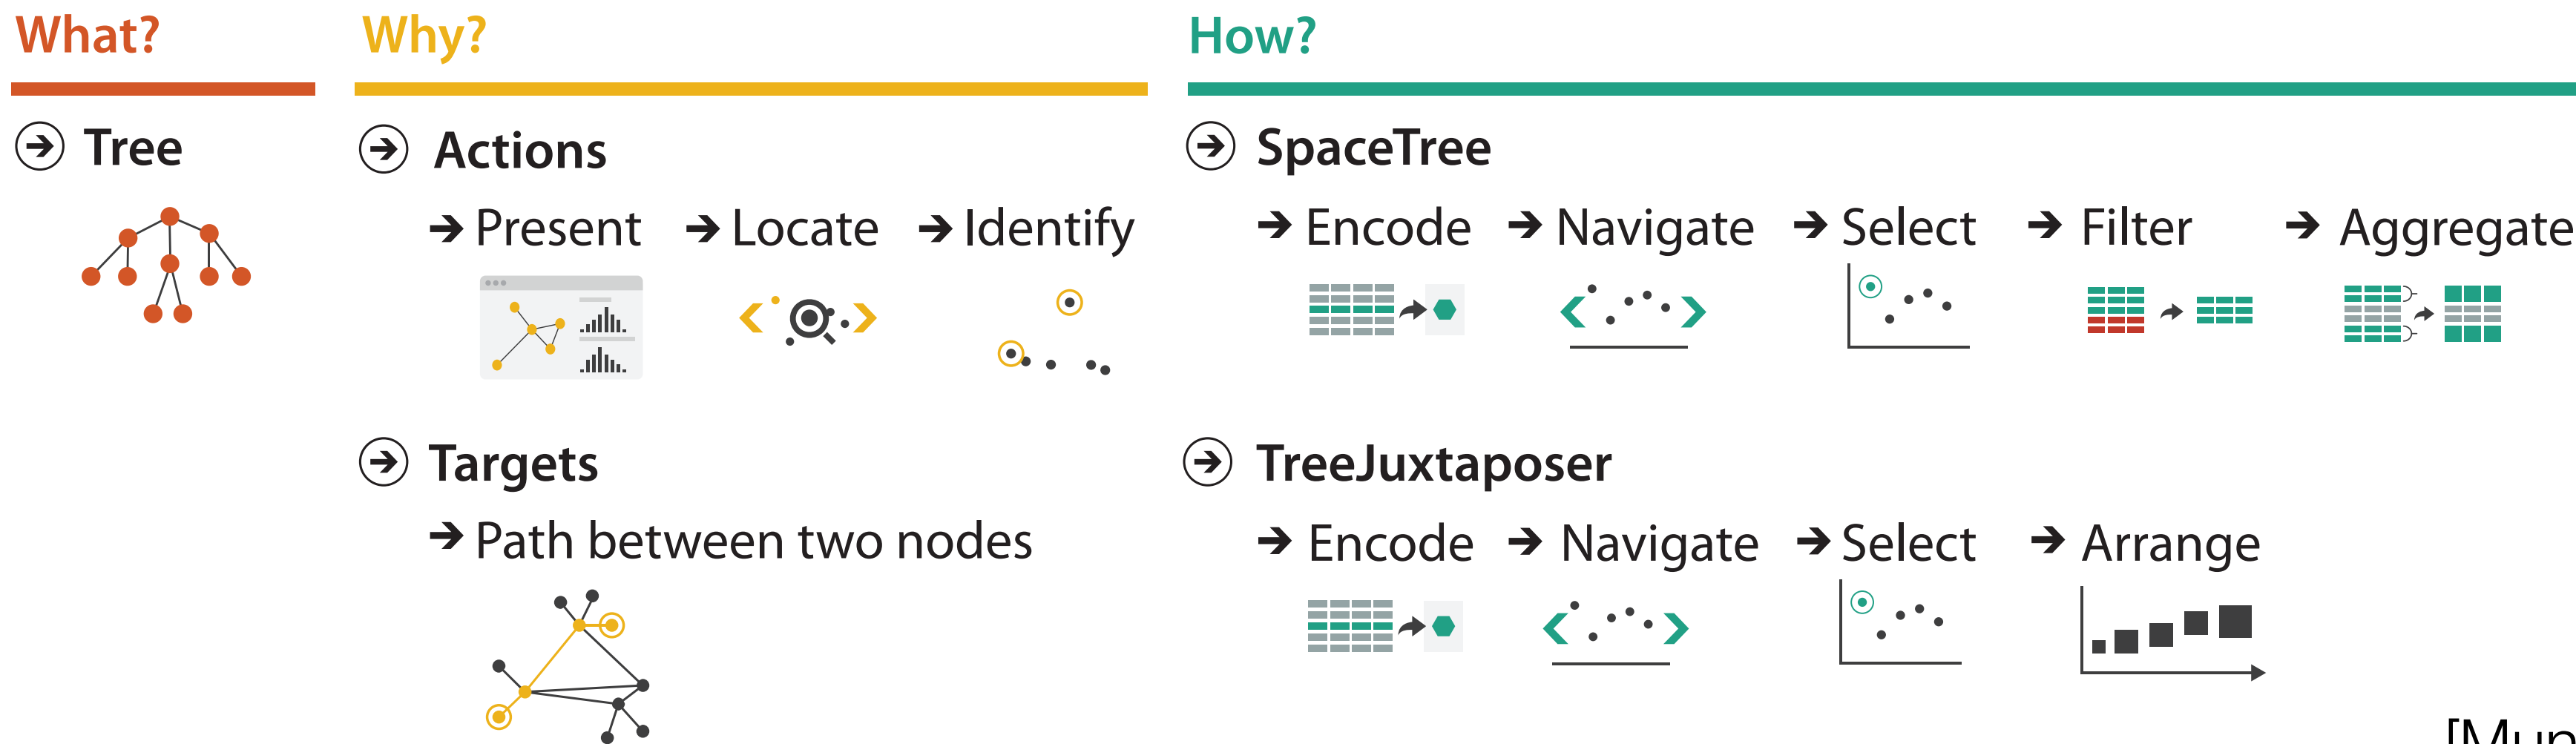 What?
Why?
How?
Tree
Actions
Present Locate Identify
Targets
Path between two nodes
SpaceTree
Encode Navigate Select Filter Aggregate
TreeJuxtaposer
Encode Navigate Select Arrange